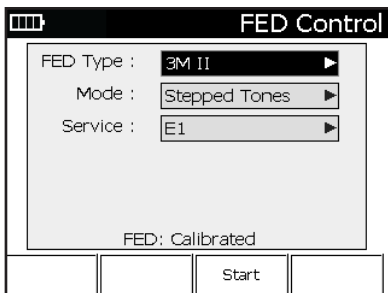 FED Control
FED Type : 3M II
Mode : Stepped Tones
Service : E1
FED: Calibrated
Start